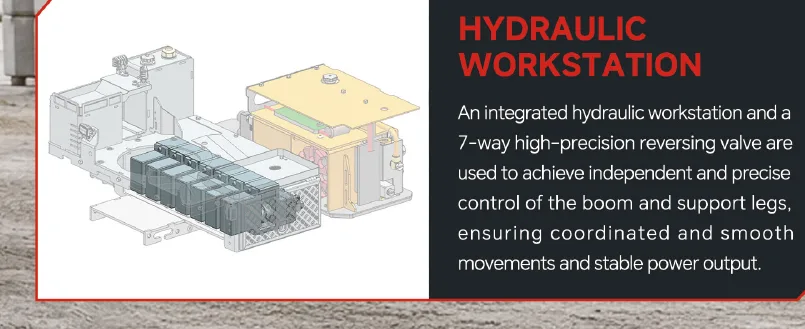 HYDRAULIC
WORKSTATION
An integrated hydraulic workstation and a
7-way high-precision reversing valve are
used to achieve independent and precise
control of the boom and support legs,
ensuring coordinated and smooth
movements and stable power output.